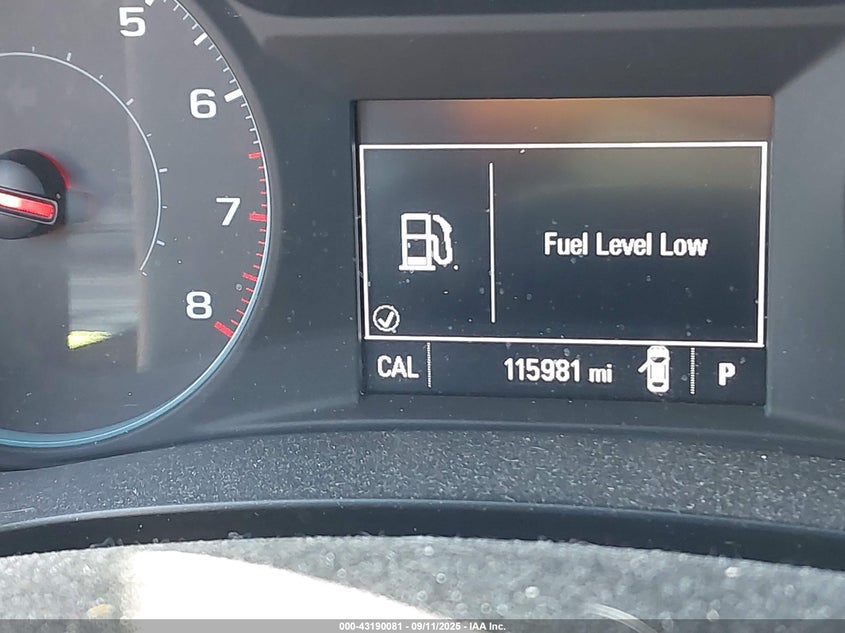 5
6
7
8
Fuel Level Low
CAL
115981 mi
P
000-43190081 - 09/11/2025 - IAA Inc.